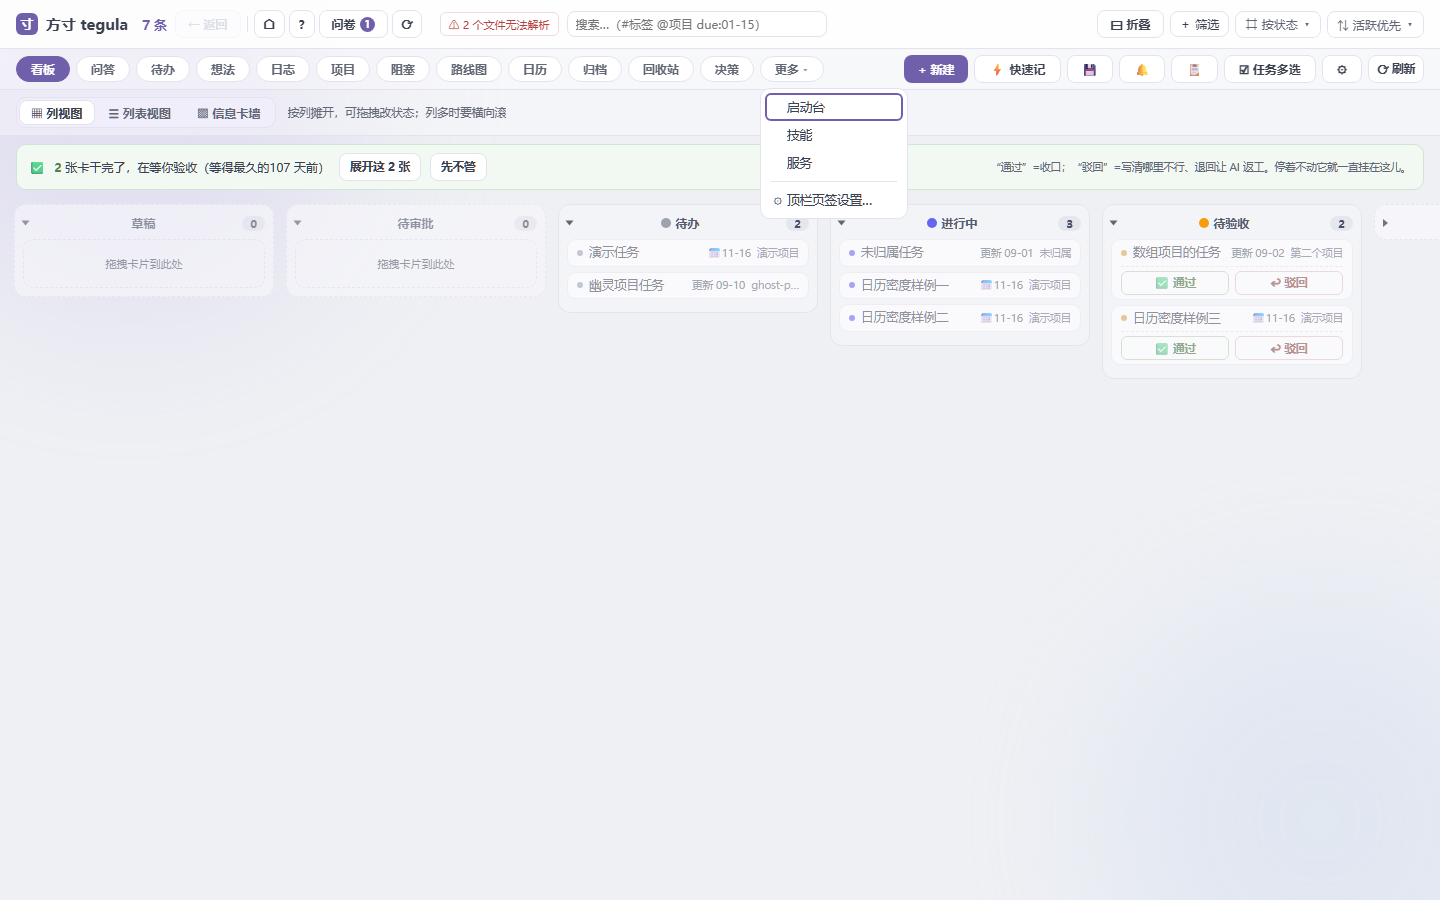 寸 方寸 tegula 7 条 ← 返回 ? 问卷 1 ⚠ 2 个文件无法解析 搜索... (#标签 @项目 due:01-15) 折叠 + 筛选 按状态 活跃优先
看板 问答 待办 想法 日志 项目 阻塞 路线图 日历 归档 回收站 决策 更多 + 新建 快速记 任务多选 刷新
列视图 列表视图 信息卡墙 按列摊开，可拖拽改状态；列多时要横向滚
启动台
技能
服务
顶栏页签设置...
2 张卡干完了，在等你验收（等得最久的107 天前） 展开这 2 张 先不管 “通过” =收口； “驳回” =写清哪里不行、退回让 AI 返工。停着不动它就一直挂在这儿。
草稿 0
拖拽卡片到此处
待审批 0
拖拽卡片到此处
待办 2
演示任务 11-16 演示项目
幽灵项目任务 更新 09-10 ghost-p...
进行中 3
未归属任务 更新 09-01 未归属
日历密度样例一 11-16 演示项目
日历密度样例二 11-16 演示项目
待验收 2
数组项目的任务 更新 09-02 第二个项目
通过 驳回
日历密度样例三 11-16 演示项目
通过 驳回